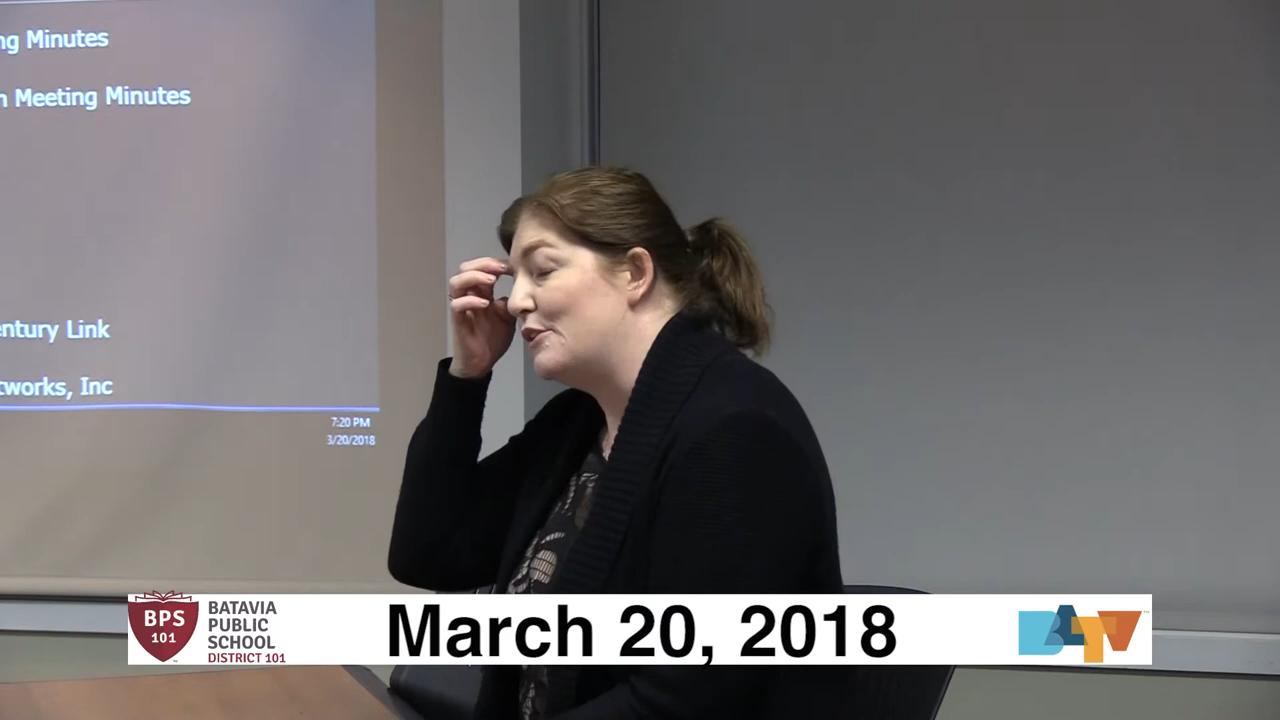 ng Minutes
n Meeting Minutes
entury Link
tworks, Inc
7:20 PM
3/20/2018
BPS
101
BATAVIA
PUBLIC
SCHOOL
DISTRICT 101
March 20, 2018
BATV